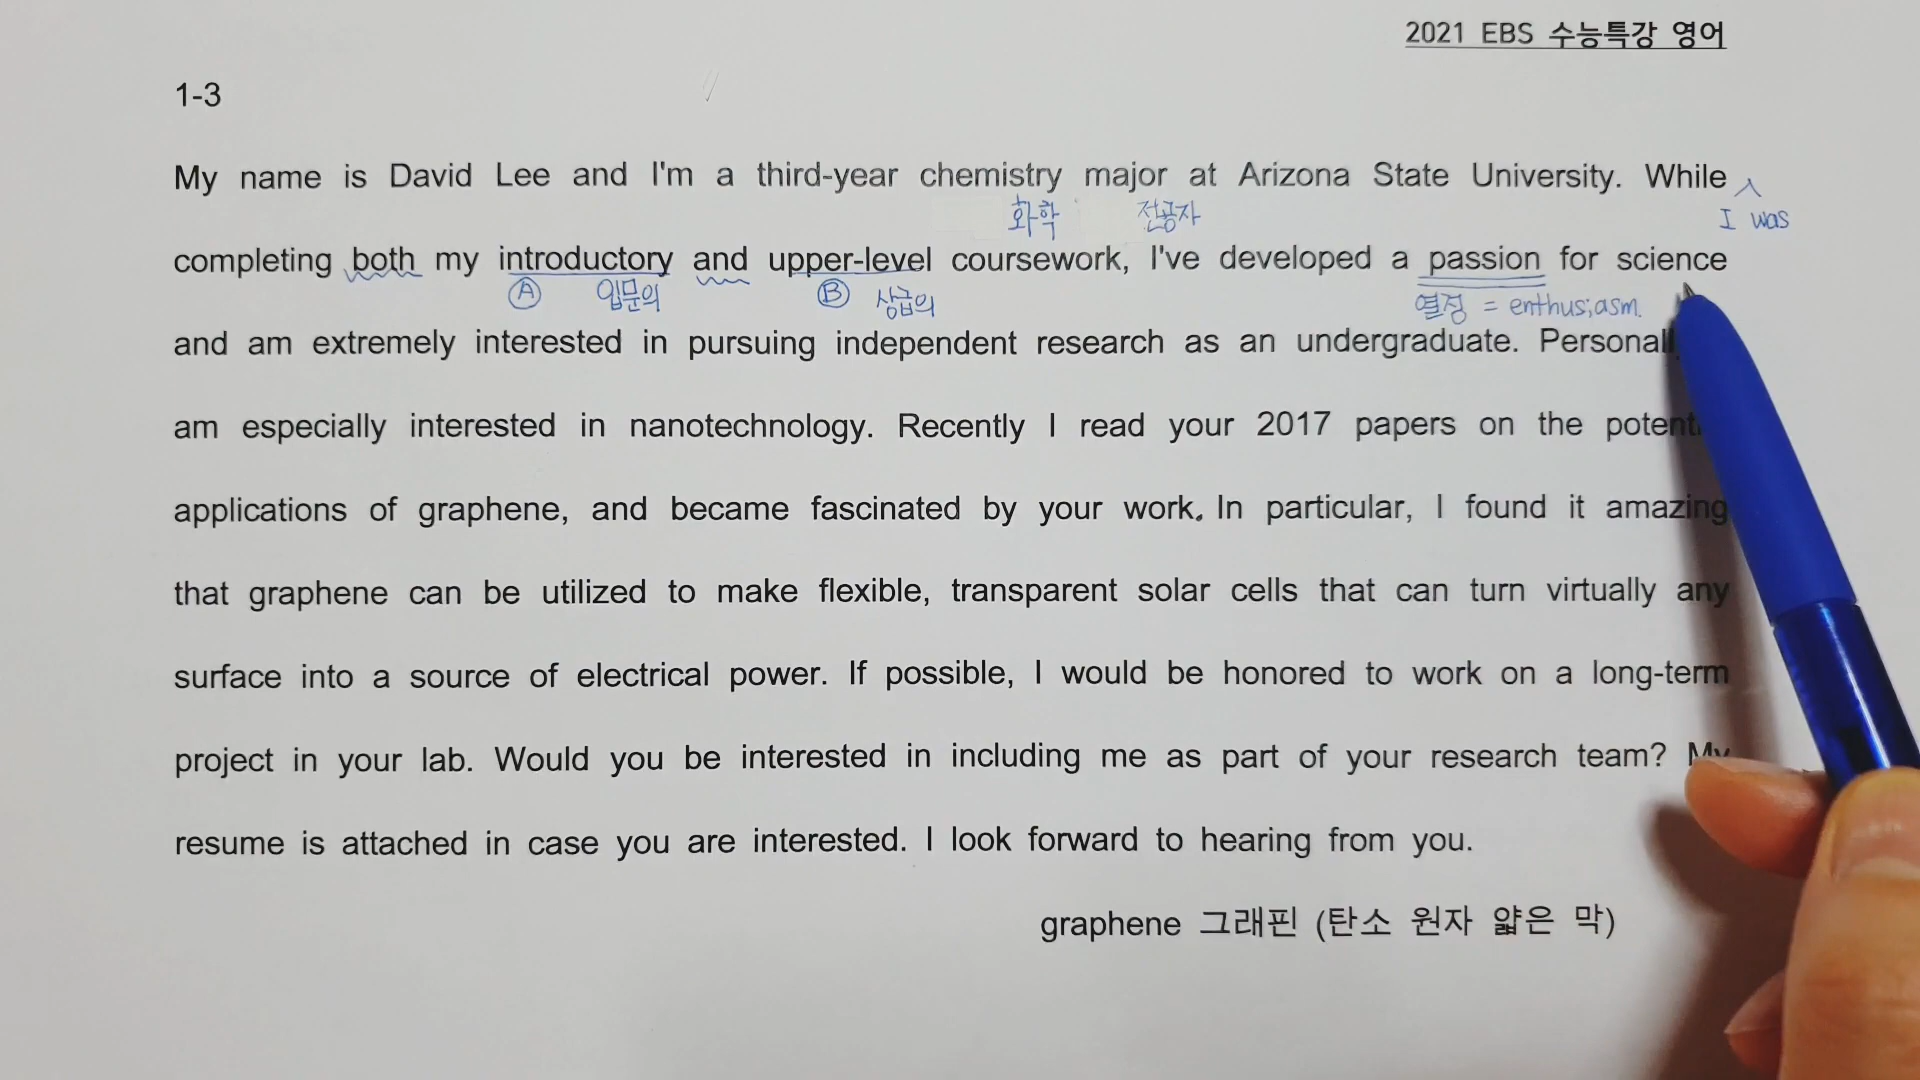 2021 EBS 수능특강 영어
1-3
My name is David Lee and I'm a third-year chemistry major at Arizona State University. While
화학 전공자 I was
completing both my introductory and upper-level coursework, I've developed a passion for science
Ⓐ 입문의 Ⓑ 상급의 열정 = enthusiasm.
and am extremely interested in pursuing independent research as an undergraduate.
am especially interested in nanotechnology. Recently I read your 2017 papers on the
applications of graphene, and became fascinated by your work. In particular, I found it amazing
that graphene can be utilized to make flexible, transparent solar cells that can turn virtually any
surface into a source of electrical power. If possible, I would be honored to work on a long-term
project in your lab. Would you be interested in including me as part of your research team? My
resume is attached in case you are interested. I look forward to hearing from you.
graphene 그래핀 (탄소 원자 얇은 막)